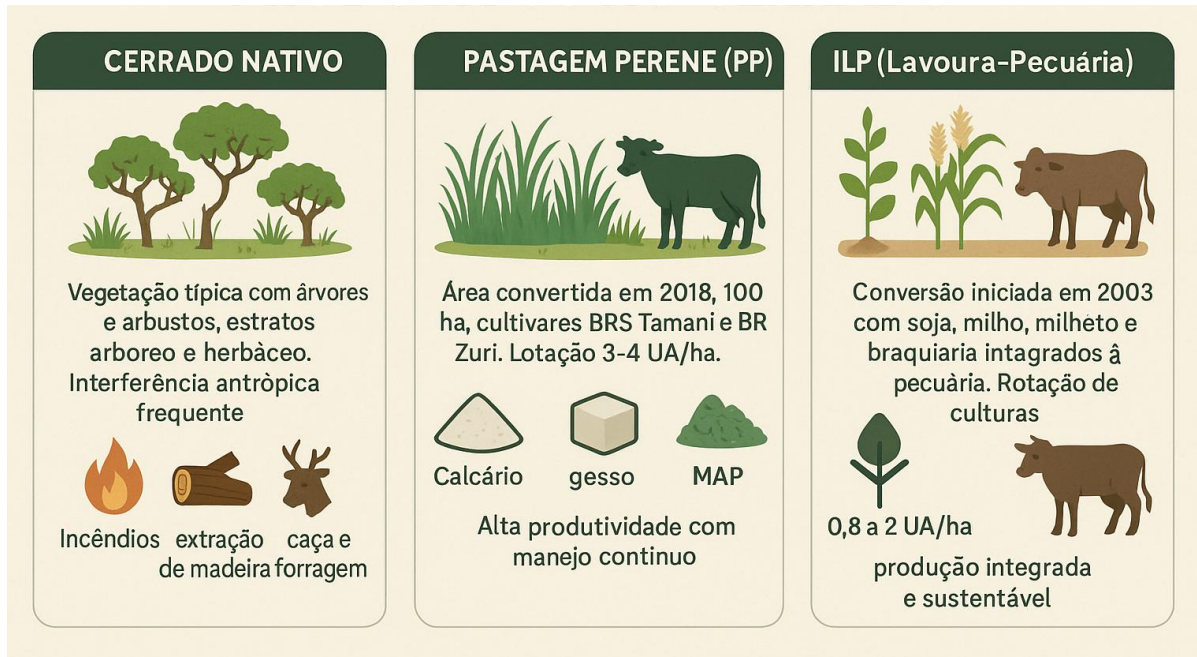 CERRADO NATIVO
Vegetação típica com ârvores
e arbustos, estratos
arboreo e herbàceo.
Interferência antròpica
frequente
Incêndios
extração
de madeira
caça e
forragem
PASTAGEM PERENE (PP)
Área convertida em 2018, 100
ha, cultivares BRS Tamani e BR
Zuri. Lotação 3-4 UA/ha.
Calcário
gesso
MAP
Alta produtividade com
manejo continuo
ILP (Lavoura-Pecuária)
Conversão iniciada em 2003
com soja, milho, milhèto e
braquiaria intagrados â
pecuària. Rotação de
culturas
0,8 a 2 UA/ha
produção integrada
e sustentável